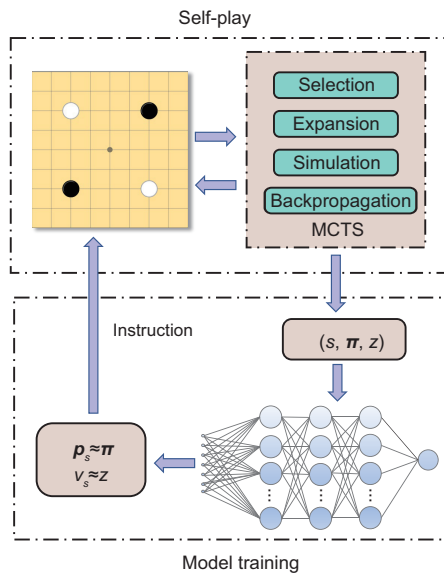 Self-play
Selection
Expansion
Simulation
Backpropagation
MCTS
Instruction
(s, π, z)
pₛ≈π
vₛ≈z
Model training